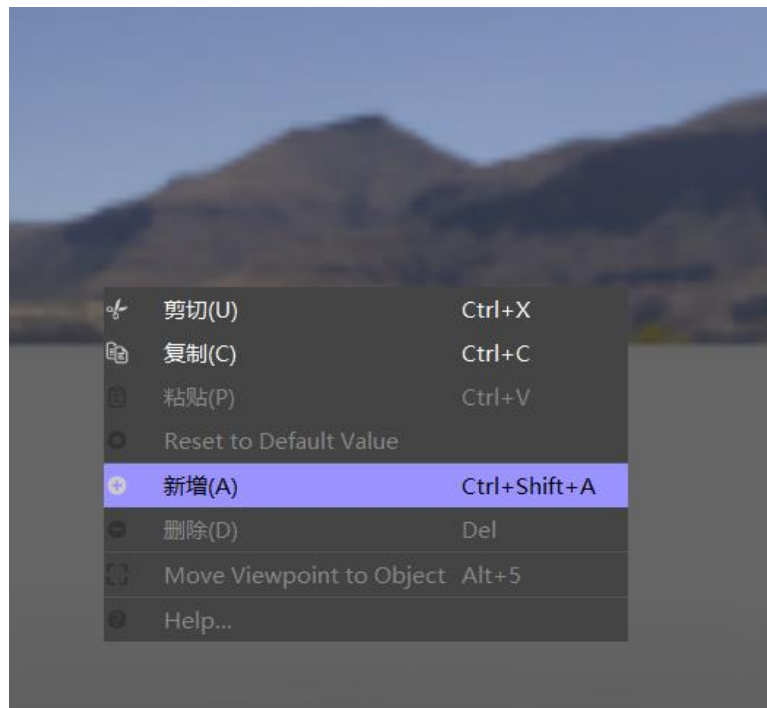 剪切(U) Ctrl+X
复制(C) Ctrl+C
粘贴(P) Ctrl+V
Reset to Default Value
新增(A) Ctrl+Shift+A
删除(D) Del
Move Viewpoint to Object Alt+5
Help...